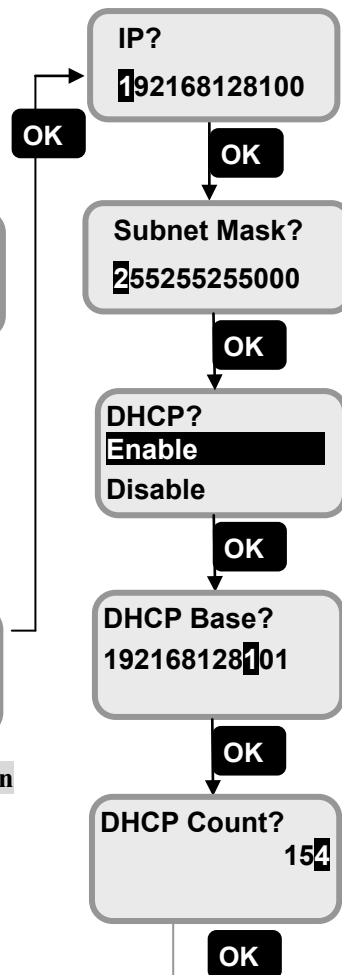 IP?
192168128100
OK
OK
Subnet Mask?
255255255000
OK
DHCP?
Enable
Disable
OK
DHCP Base?
192168128101
OK
n
DHCP Count?
154
OK